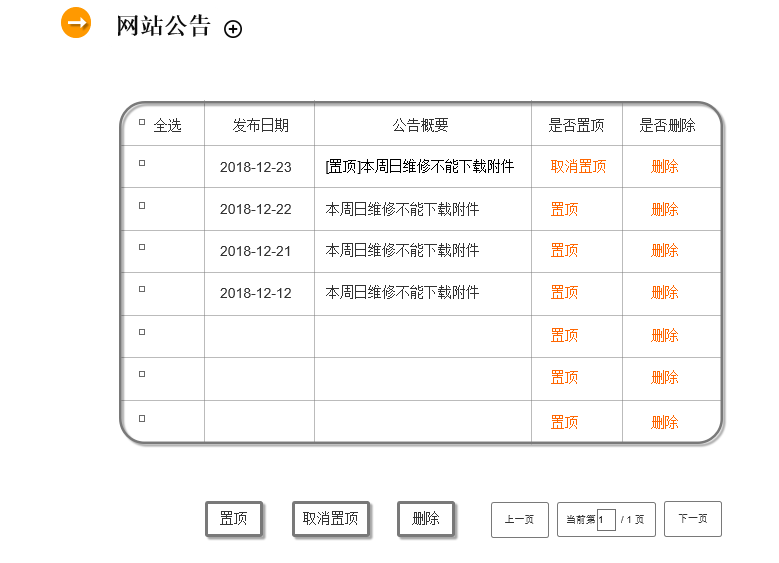 网站公告
全选 发布日期 公告概要 是否置顶 是否删除
2018-12-23 [置顶]本周日维修不能下载附件 取消置顶 删除
2018-12-22 本周日维修不能下载附件 置顶 删除
2018-12-21 本周日维修不能下载附件 置顶 删除
2018-12-12 本周日维修不能下载附件 置顶 删除
置顶 删除
置顶 删除
置顶 删除
置顶 取消置顶 删除 上一页 当前第 1 / 1 页 下一页